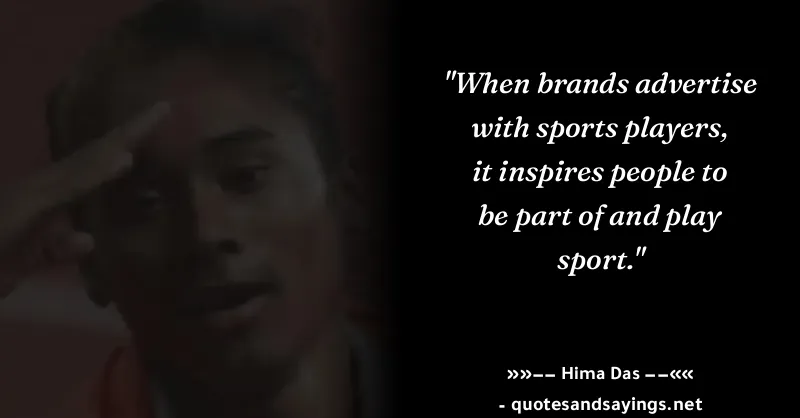 "When brands advertise
with sports players,
it inspires people to
be part of and play
sport."
»»−− Hima Das −−««
- quotesandsayings.net